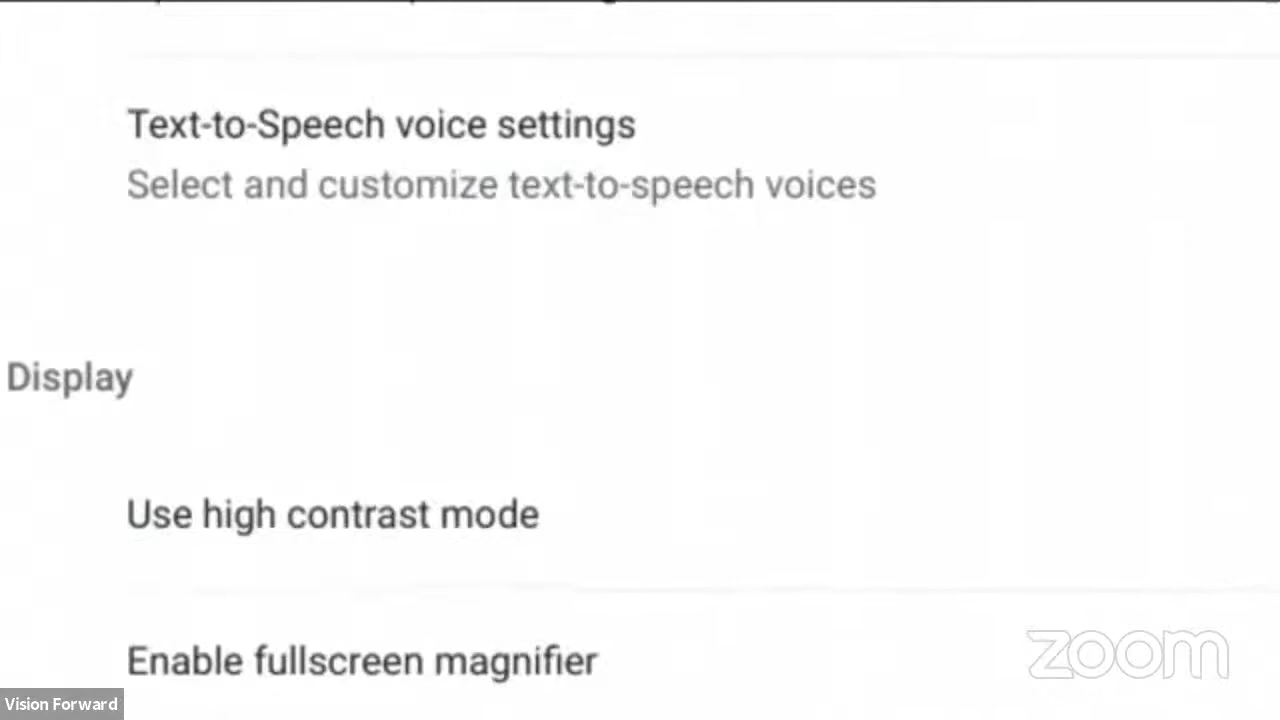 Text-to-Speech voice settings
Select and customize text-to-speech voices
Display
Use high contrast mode
Enable fullscreen magnifier
zoom
Vision Forward